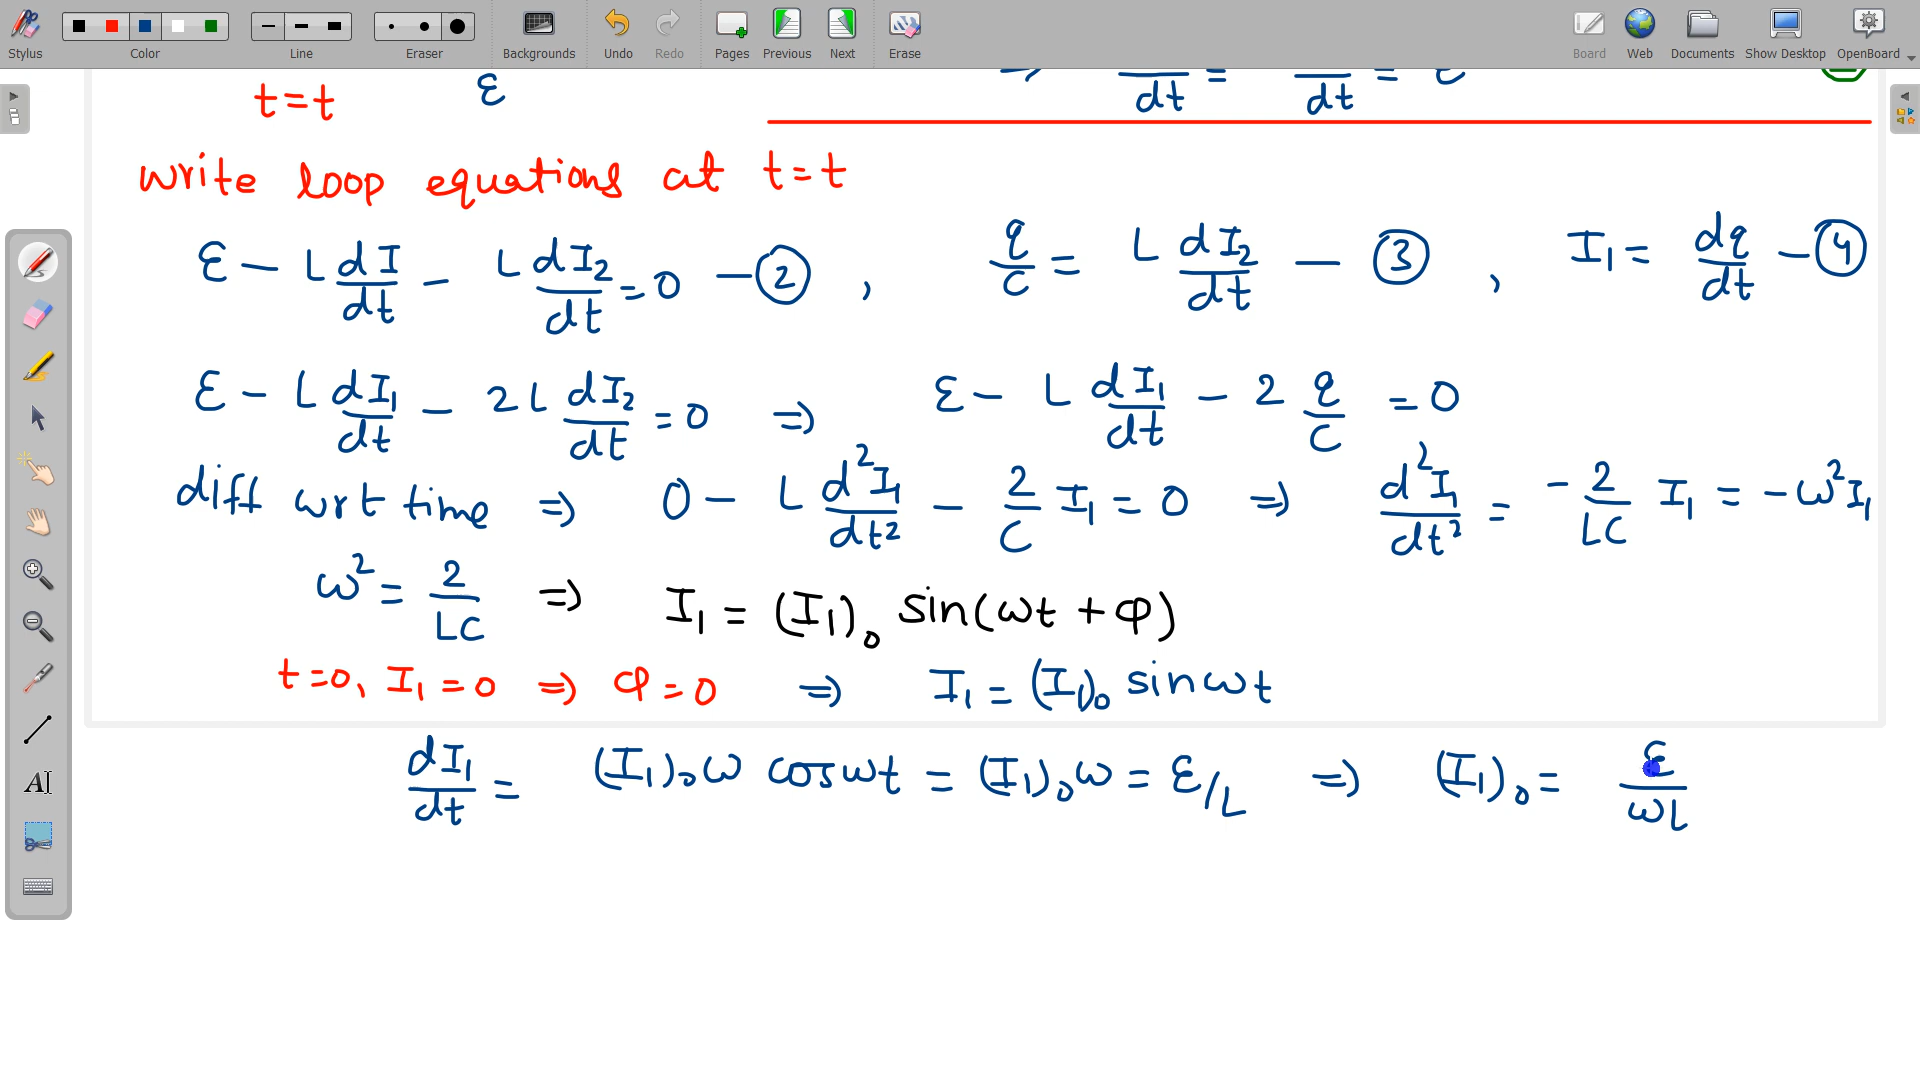 Stylus Color Line Eraser Backgrounds Undo Redo Pages Previous Next Erase Board Web Documents Show Desktop OpenBoard
t=t ε ⇒ dt = dt = ε
write loop equations at t=t
ε − L dI/dt − L dI₂/dt = 0 −②, q/C = L dI₂/dt − ③, I₁ = dq/dt −④
ε − L dI₁/dt − 2L dI₂/dt = 0 ⇒ ε − L dI₁/dt − 2 q/C = 0
diff wrt time ⇒ 0 − L d²I₁/dt² − 2/C I₁ = 0 ⇒ d²I₁/dt² = −2/LC I₁ = −ω²I₁
ω² = 2/LC ⇒ I₁ = (I₁)₀ sin(ωt + φ)
t=0, I₁=0 ⇒ φ=0 ⇒ I₁ = (I₁)₀ sinωt
dI₁/dt = (I₁)₀ω cosωt = (I₁)₀ω = ε/L ⇒ (I₁)₀ = ε/ωL